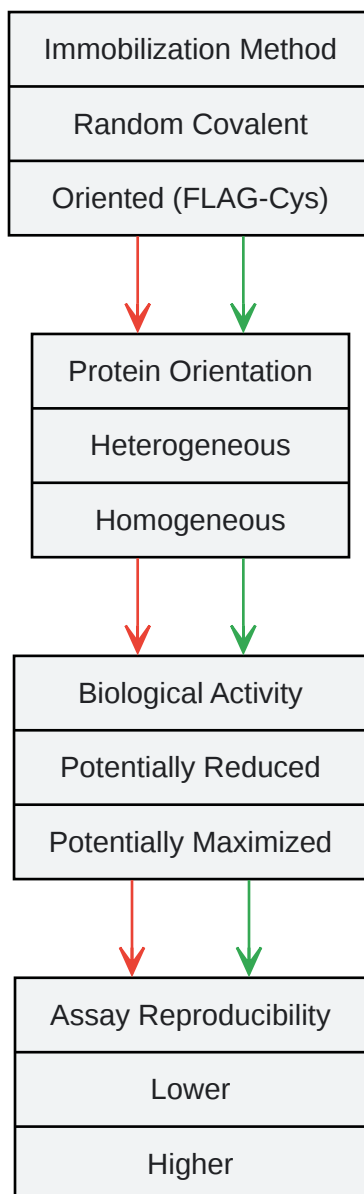 Immobilization Method
Random Covalent
Oriented (FLAG-Cys)
Protein Orientation
Heterogeneous
Homogeneous
Biological Activity
Potentially Reduced
Potentially Maximized
Assay Reproducibility
Lower
Higher